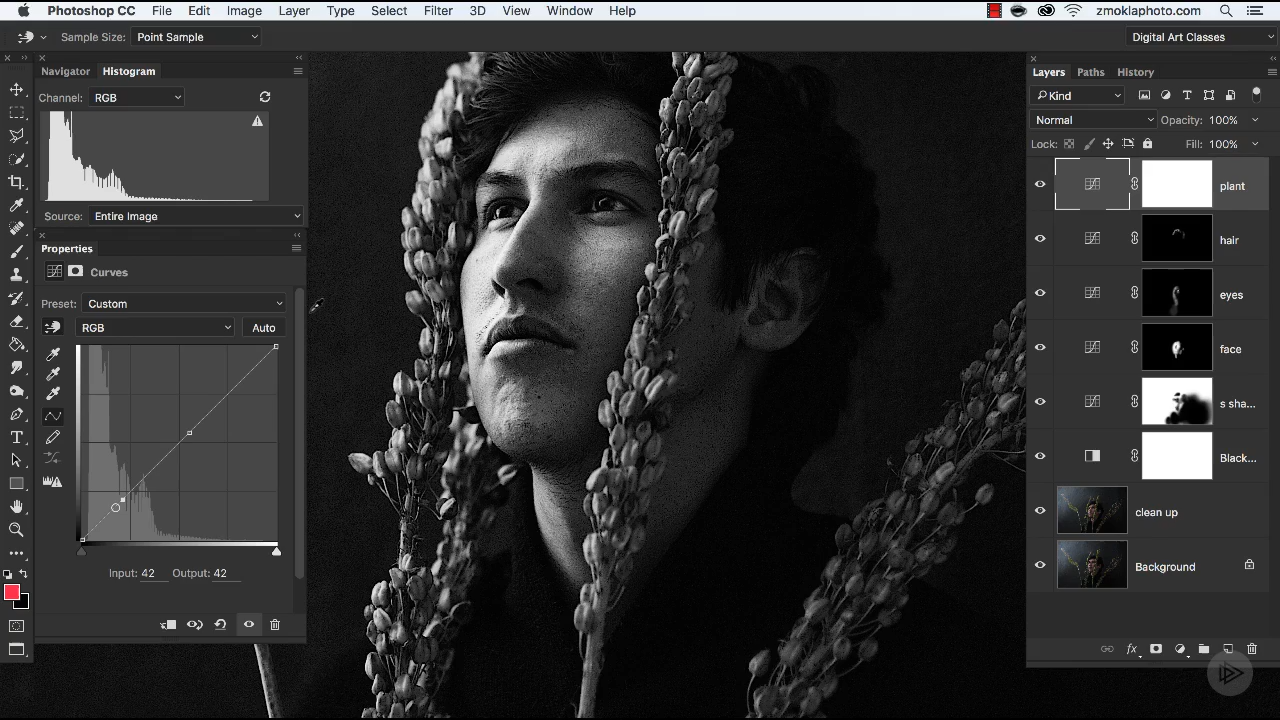 Photoshop CC File Edit Image Layer Type Select Filter 3D View Window Help zmoklaphoto.com
Sample Size: Point Sample Digital Art Classes
Navigator Histogram
Channel: RGB
Source: Entire Image
Properties
Curves
Preset: Custom
RGB Auto
Input: 42 Output: 42
Layers Paths History
Kind
Normal Opacity: 100%
Lock: Fill: 100%
plant
hair
eyes
face
s sha...
Black...
clean up
Background
fx